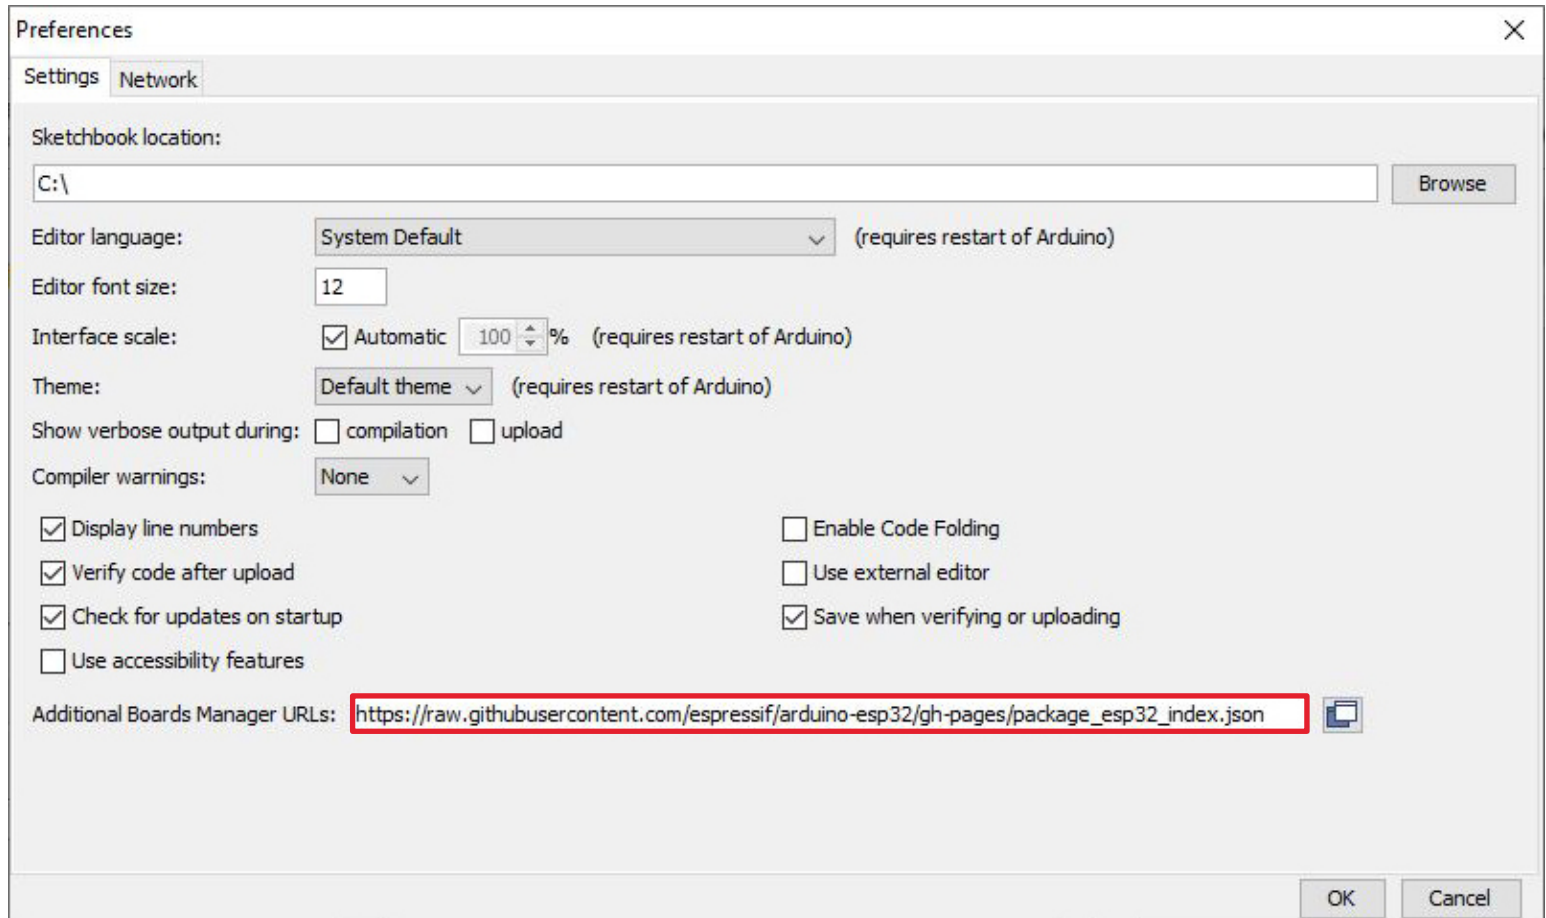 Preferences
Settings Network
Sketchbook location:
C:\ Browse
Editor language: System Default (requires restart of Arduino)
Editor font size: 12
Interface scale: Automatic 100 % (requires restart of Arduino)
Theme: Default theme (requires restart of Arduino)
Show verbose output during: compilation upload
Compiler warnings: None
Display line numbers Enable Code Folding
Verify code after upload Use external editor
Check for updates on startup Save when verifying or uploading
Use accessibility features
Additional Boards Manager URLs: https://raw.githubusercontent.com/espressif/arduino-esp32/gh-pages/package_esp32_index.json
OK Cancel